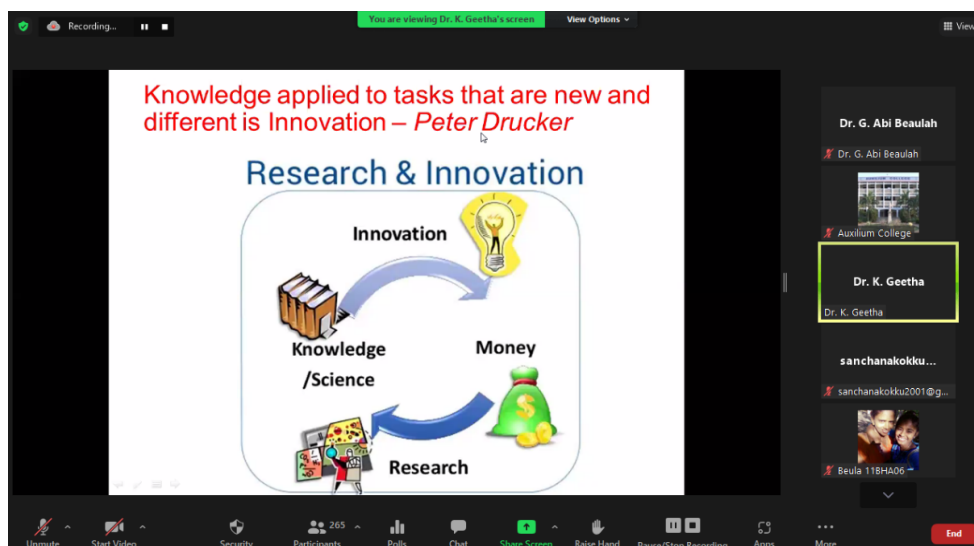 Recording...
You are viewing Dr. K. Geetha's screen
View Options
View
Knowledge applied to tasks that are new and
different is Innovation – Peter Drucker
Research & Innovation
Innovation
Knowledge
/Science
Money
$
Research
Dr. G. Abi Beaulah
Dr. G. Abi Beaulah
Auxilium College
Dr. K. Geetha
Dr. K. Geetha
sanchanakokku...
sanchanakokku2001@g...
Beula 11BHA06
Unmute
Start Video
Security
265
Participants
Polls
Chat
Share Screen
Raise Hand
Pause/Stop Recording
Apps
More
End